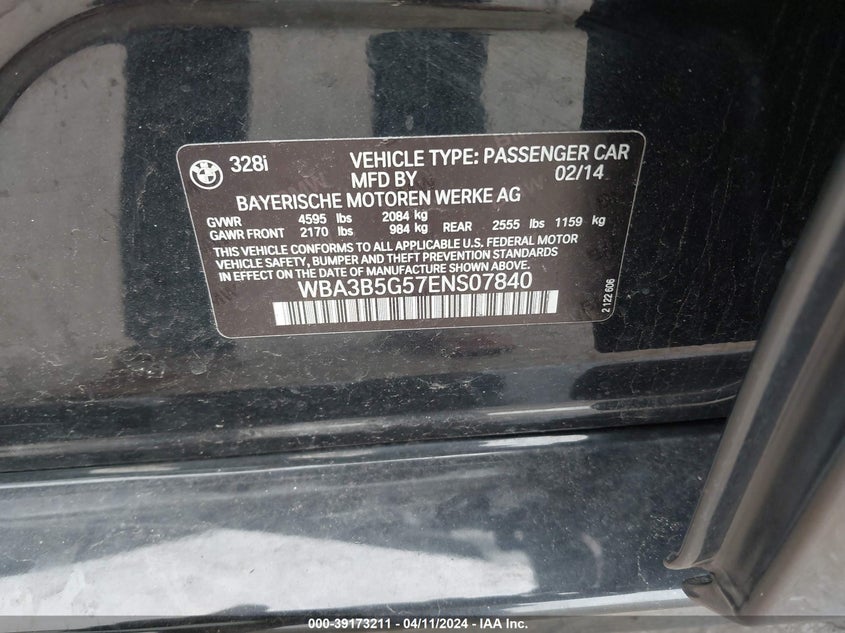 BMW
328i VEHICLE TYPE: PASSENGER CAR
MFD BY 02/14
BAYERISCHE MOTOREN WERKE AG
GVWR 4595 lbs 2084 kg
GAWR FRONT 2170 lbs 984 kg REAR 2555 lbs 1159 kg
THIS VEHICLE CONFORMS TO ALL APPLICABLE U.S. FEDERAL MOTOR
VEHICLE SAFETY, BUMPER AND THEFT PREVENTION STANDARDS
IN EFFECT ON THE DATE OF MANUFACTURE SHOWN ABOVE.
WBA3B5G57ENS07840
2 122 606
000-39173211 - 04/11/2024 - IAA Inc.